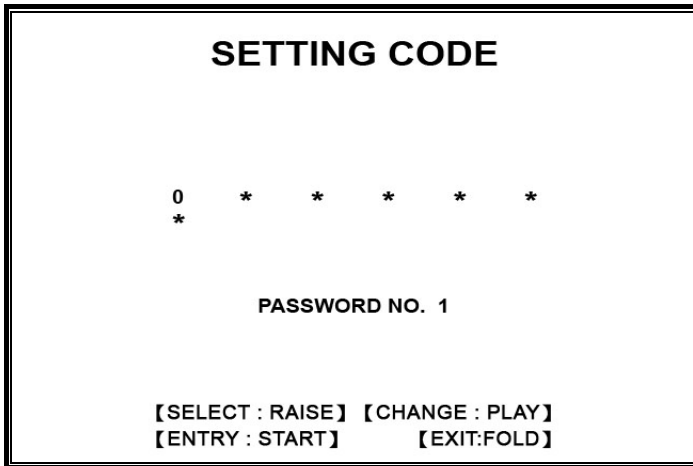 SETTING CODE
0 * * * * *
*
PASSWORD NO. 1
【SELECT : RAISE】【CHANGE : PLAY】
【ENTRY : START】 【EXIT:FOLD】